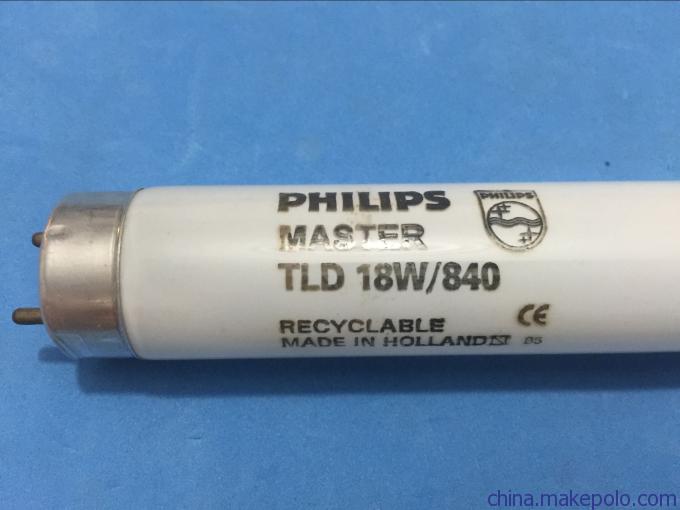 PHILIPS
PHILIPS
MASTER
TLD 18W/840
CE
RECYCLABLE
MADE IN HOLLAND
china.makepolo.com